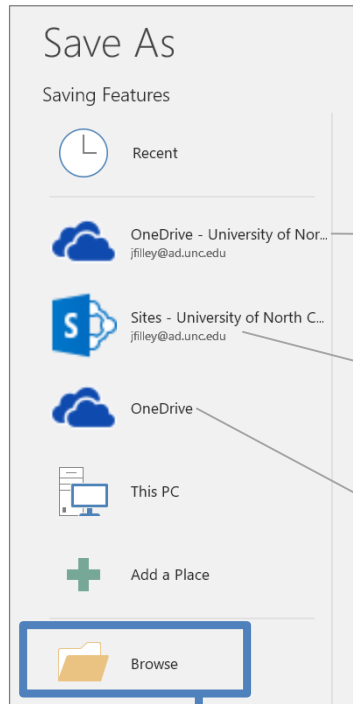 Save As
Saving Features
Recent
OneDrive - University of Nor...
jfilley@ad.unc.edu
S
Sites - University of North C...
jfilley@ad.unc.edu
OneDrive
This PC
Add a Place
Browse